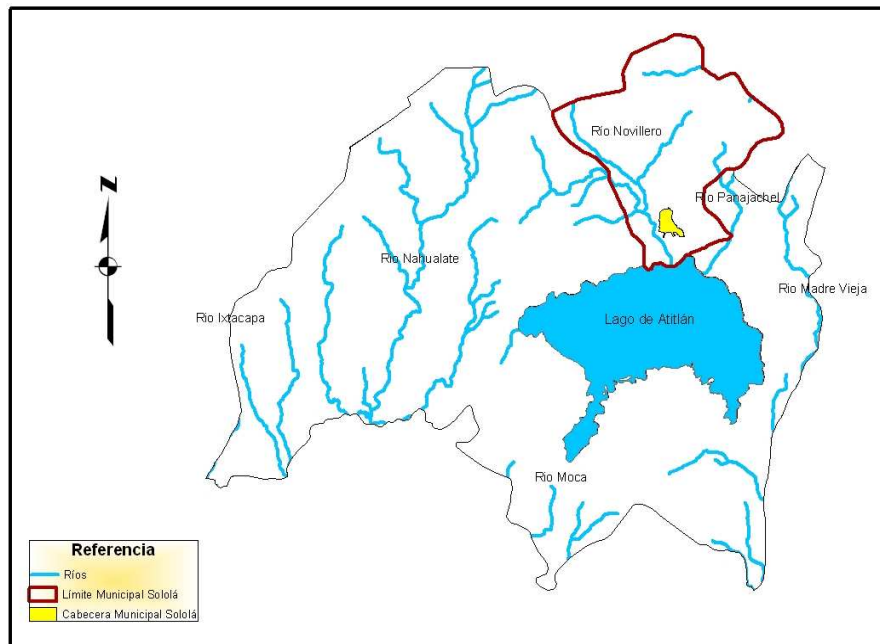 N
Río Novillero
Río Panajachel
Río Nahualate
Río Madre Vieja
Río Ixtacapa
Lago de Atitlán
Río Moca
Referencia
Ríos
Límite Municipal Sololá
Cabecera Municipal Sololá